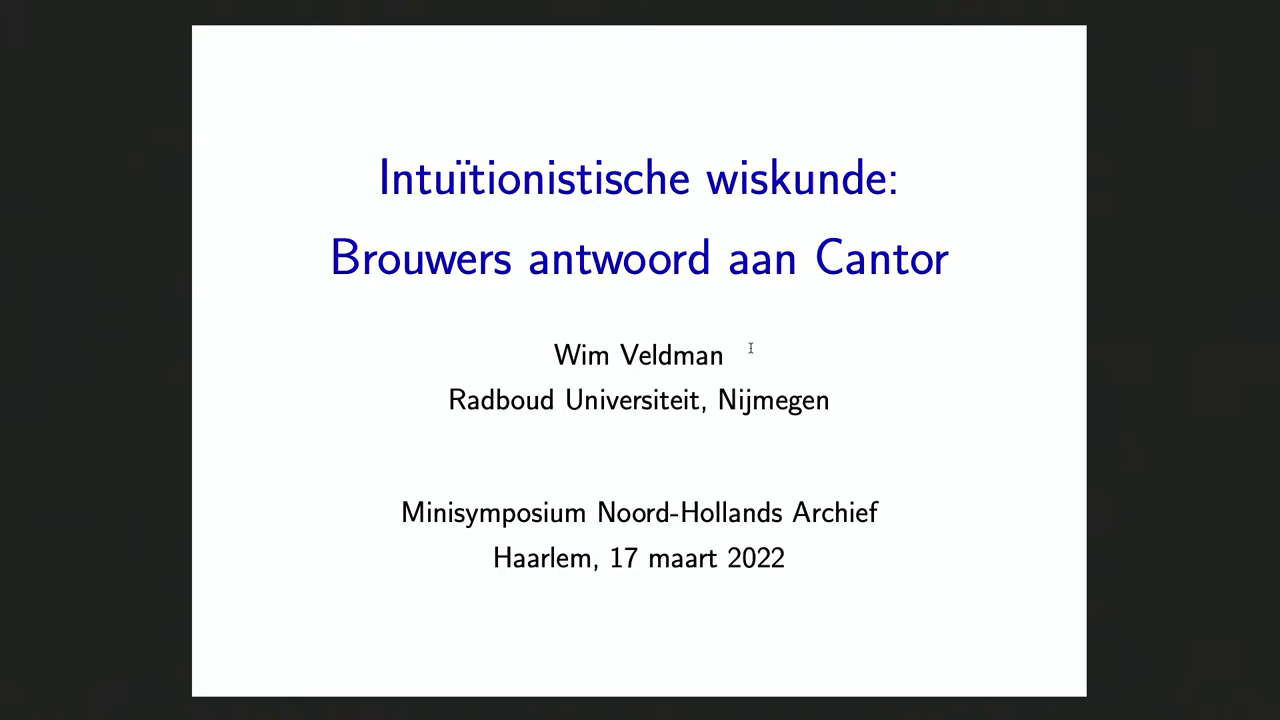 Intuïtionistische wiskunde:
Brouwers antwoord aan Cantor
Wim Veldman
Radboud Universiteit, Nijmegen
Minisymposium Noord-Hollands Archief
Haarlem, 17 maart 2022